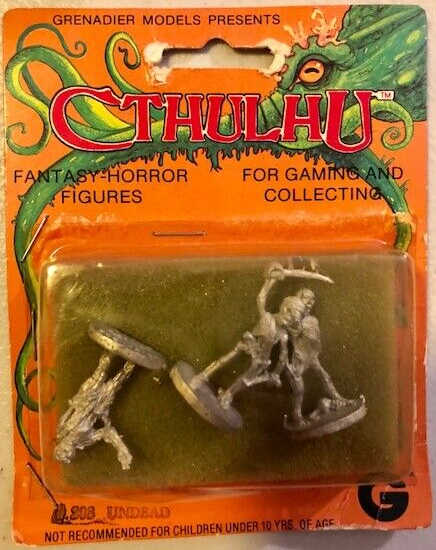 GRENADIER MODELS PRESENTS
CTHULHU™
FANTASY-HORROR FOR GAMING AND
FIGURES COLLECTING
UNDEAD
G
NOT RECOMMENDED FOR CHILDREN UNDER 10 YRS. OF AGE